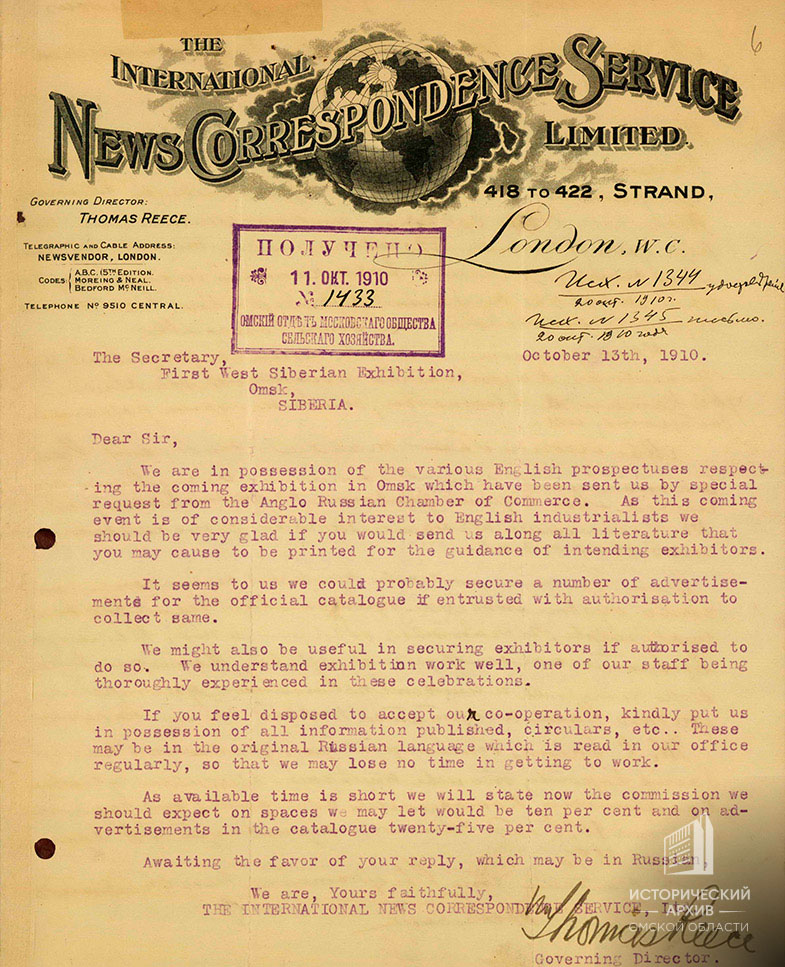 6
THE
INTERNATIONAL
NEWS CORRESPONDENCE SERVICE
LIMITED.
418 TO 422, STRAND,
London, W.C.
GOVERNING DIRECTOR:
THOMAS REECE.
TELEGRAPHIC AND CABLE ADDRESS:
NEWSVENDOR, LONDON.
CODES: A.B.C. (5TH EDITION.
MOREING & NEAL.
BEDFORD McNEILL.
TELEPHONE No 9510 CENTRAL.
ПОЛУЧЕНО
11. ОКТ. 1910
№ 1433
ОМСКІЙ ОТДѢЛЪ МОСКОВСКАГО ОБЩЕСТВА
СЕЛЬСКАГО ХОЗЯЙСТВА.
Исх. № 1344
20 окт. 1910 г.
Исх. № 1345 письмо.
20 окт. 1910 года
October 13th, 1910.
The Secretary,
First West Siberian Exhibition,
Omsk,
SIBERIA.
Dear Sir,
We are in possession of the various English prospectuses respect-
ing the coming exhibition in Omsk which have been sent us by special
request from the Anglo Russian Chamber of Commerce. As this coming
event is of considerable interest to English industrialists we
should be very glad if you would send us along all literature that
you may cause to be printed for the guidance of intending exhibitors.
It seems to us we could probably secure a number of advertise-
ments for the official catalogue if entrusted with authorisation to
collect same.
We might also be useful in securing exhibitors if authorised to
do so. We understand exhibition work well, one of our staff being
thoroughly experienced in these celebrations.
If you feel disposed to accept our co-operation, kindly put us
in possession of all information published, circulars, etc.. These
may be in the original Russian language which is read in our office
regularly, so that we may lose no time in getting to work.
As available time is short we will state now the commission we
should expect on spaces we may let would be ten per cent and on ad-
vertisements in the catalogue twenty-five per cent.
Awaiting the favor of your reply, which may be in Russian,
We are, Yours faithfully,
THE INTERNATIONAL NEWS CORRESPONDENCE SERVICE,
Thomas Reece
Governing Director.
ИСТОРИЧЕСКИЙ
АРХИВ
ОМСКОЙ ОБЛАСТИ